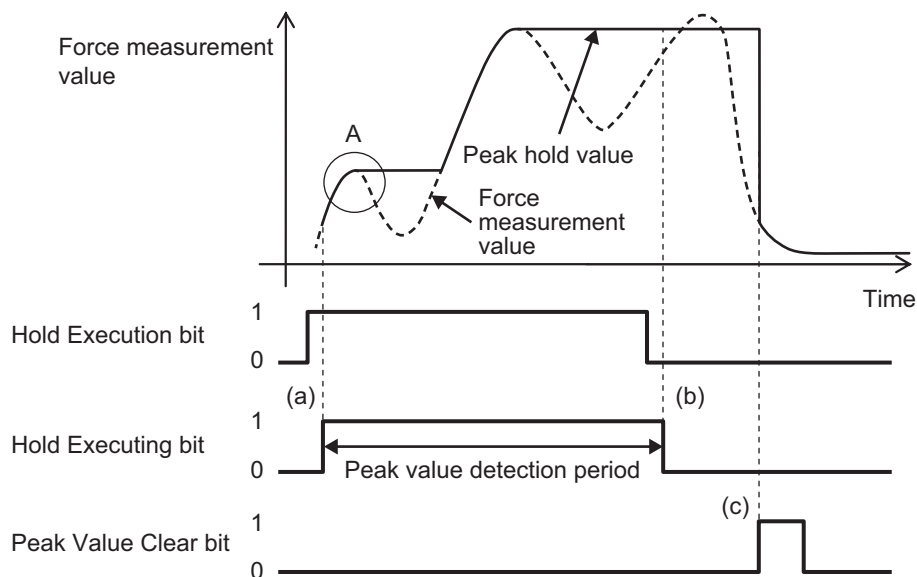 Force measurement
value
A
Peak hold value
Force
measurement
value
Time
Hold Execution bit
1
0
(a)
(b)
Hold Executing bit
1
0
Peak value detection period
(c)
Peak Value Clear bit
1
0